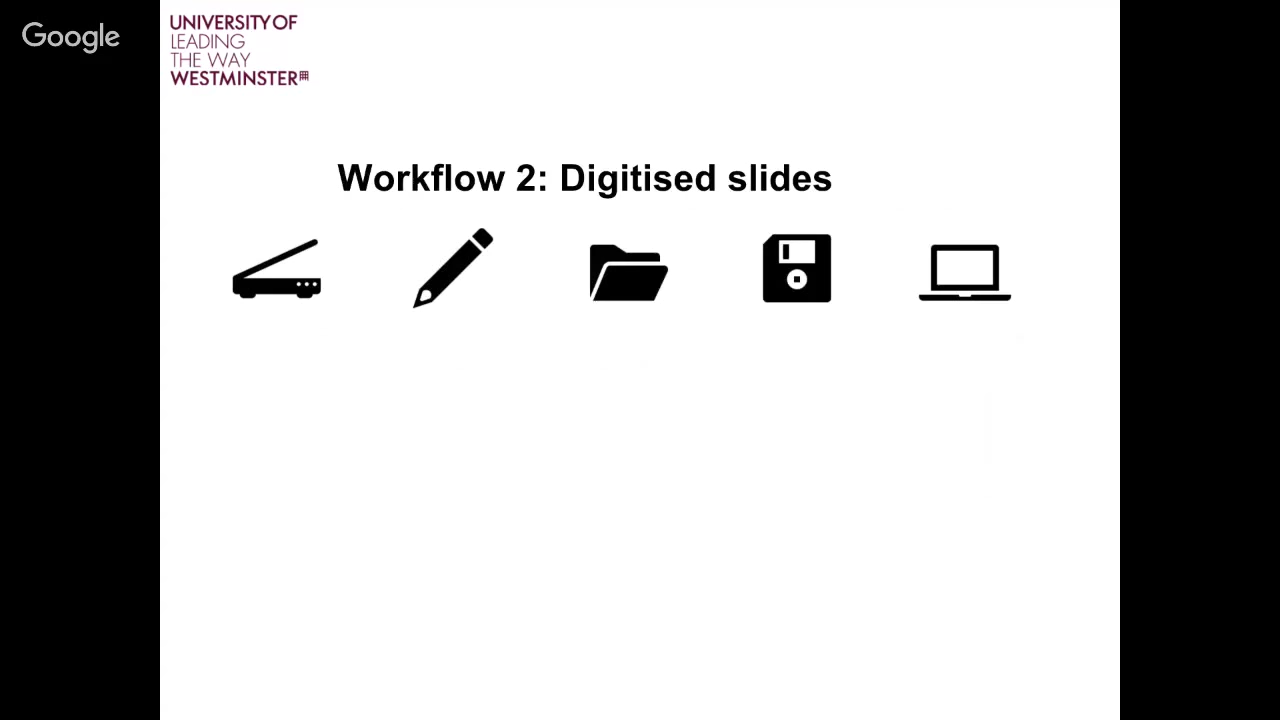 Google
UNIVERSITY OF
LEADING
THE WAY
WESTMINSTER
Workflow 2: Digitised slides